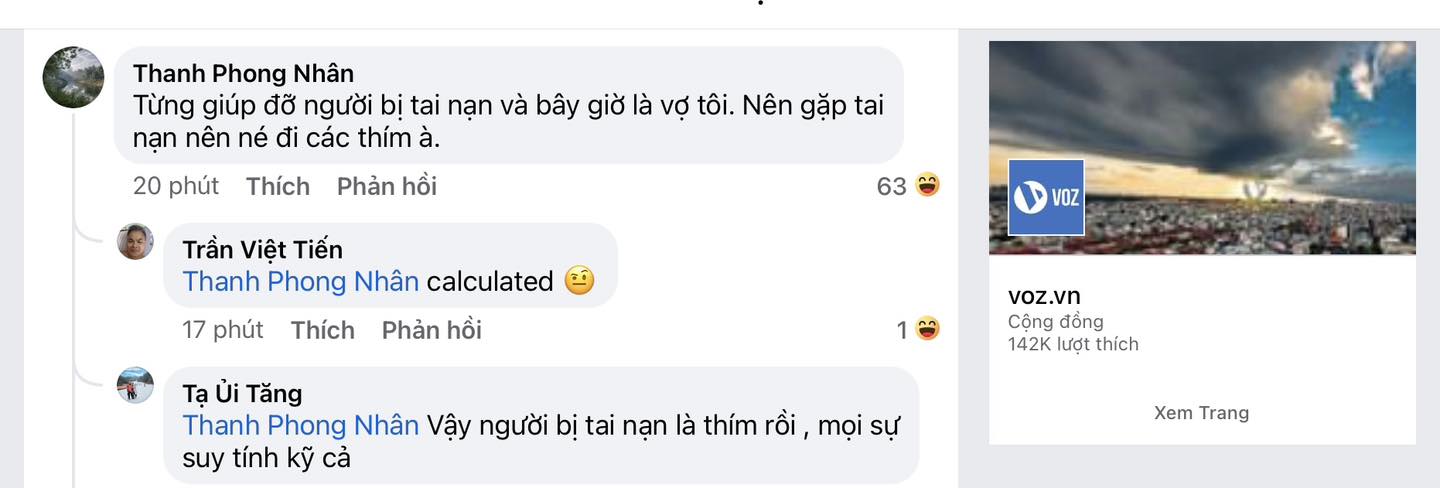 Thanh Phong Nhân
Từng giúp đỡ người bị tai nạn và bây giờ là vợ tôi. Nên gặp tai
nạn nên né đi các thím à.
20 phút Thích Phản hồi 63
Trần Việt Tiến
Thanh Phong Nhân calculated
17 phút Thích Phản hồi 1
Tạ Ủi Tăng
Thanh Phong Nhân Vậy người bị tai nạn là thím rồi , mọi sự
suy tính kỹ cả
VOZ
voz.vn
Cộng đồng
142K lượt thích
Xem Trang